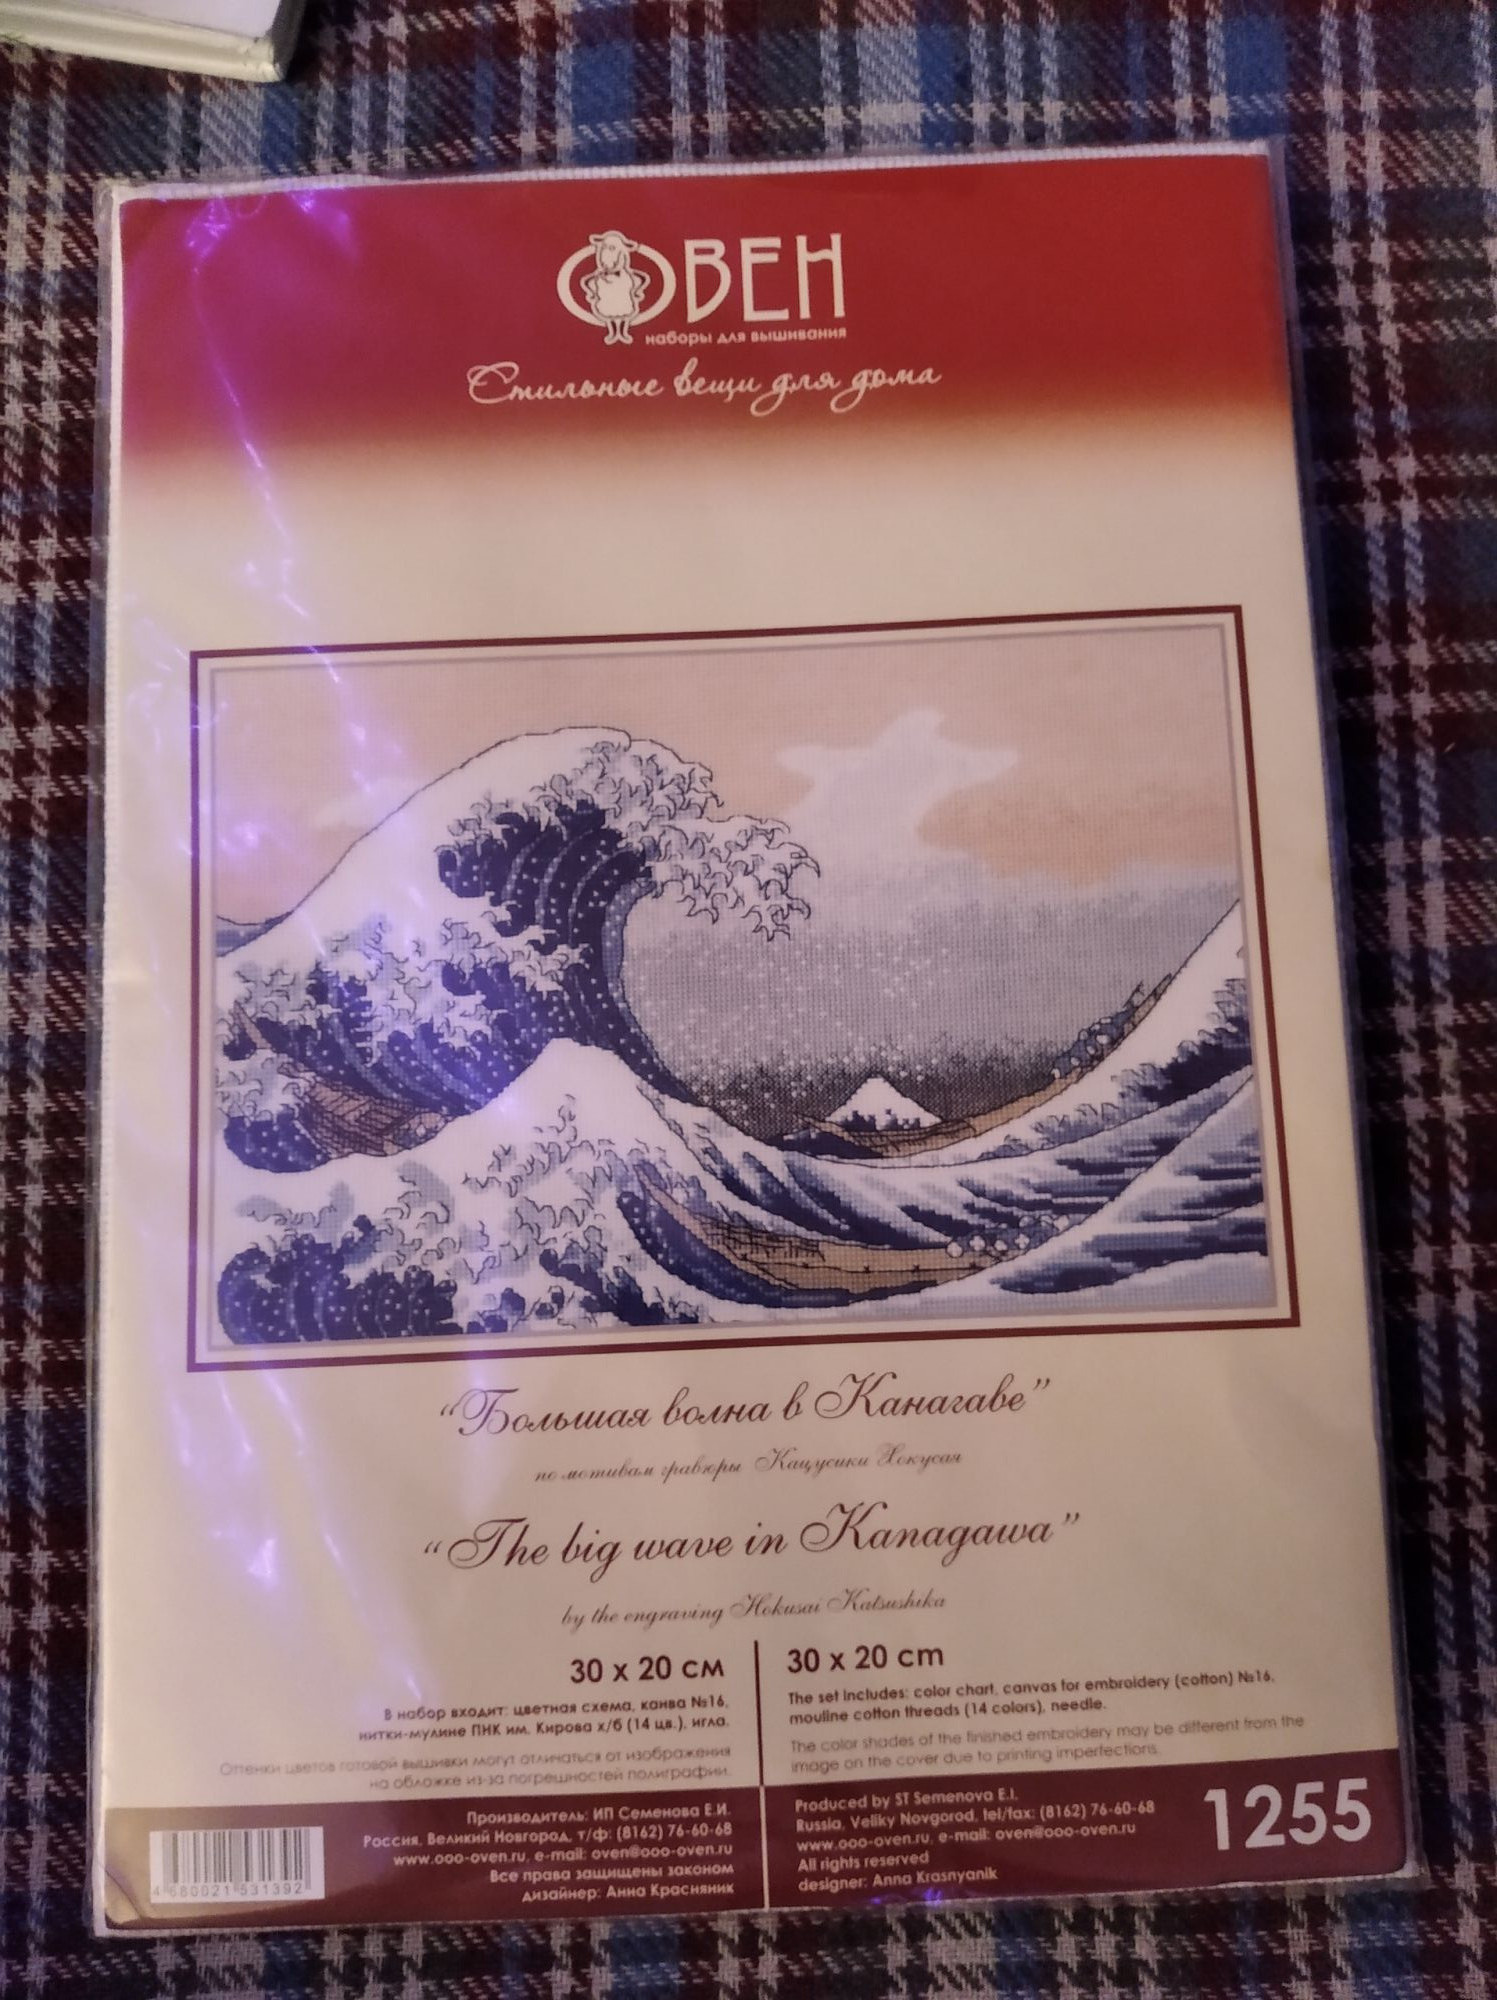 ОВЕН
наборы для вышивания
Стильные вещи для дома
"Большая волна в Канагаве"
по мотивам гравюры Кацусики Хокусая
"The big wave in Kanagawa"
by the engraving Hokusai Katsushika
30 x 20 см
В набор входит: цветная схема, канва №16,
нитки-мулине ПНК им. Кирова х/б (14 цв.), игла.
Оттенки цветов готовой вышивки могут отличаться от изображения
на обложке из-за погрешностей полиграфии.
30 x 20 cm
The set includes: color chart, canvas for embroidery (cotton) №16,
mouline cotton threads (14 colors), needle.
The color shades of the finished embroidery may be different from the
image on the cover due to printing imperfections.
4 680021 531392
Производитель: ИП Семенова Е.И.
Россия, Великий Новгород, т/ф: (8162) 76-60-68
www.ooo-oven.ru, e-mail: oven@ooo-oven.ru
Все права защищены законом
дизайнер: Анна Красняник
Produced by ST Semenova E.I.
Russia, Veliky Novgorod, tel/fax: (8162) 76-60-68
www.ooo-oven.ru, e-mail: oven@ooo-oven.ru
All rights reserved
designer: Anna Krasnyanik
1255